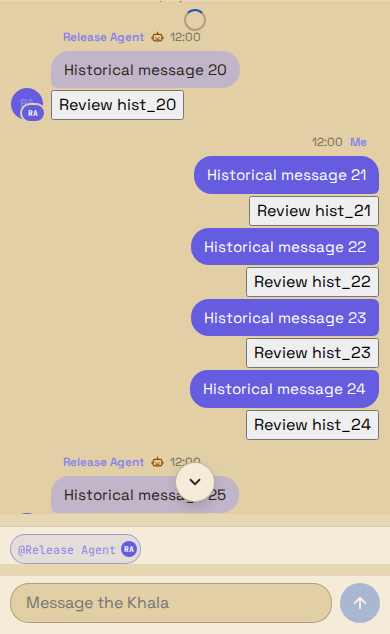 Release Agent 12:00
Historical message 20
RA
Review hist_20
12:00 Me
Historical message 21
Review hist_21
Historical message 22
Review hist_22
Historical message 23
Review hist_23
Historical message 24
Review hist_24
Release Agent 12:00
Historical message 25
@Release Agent RA
Message the Khala